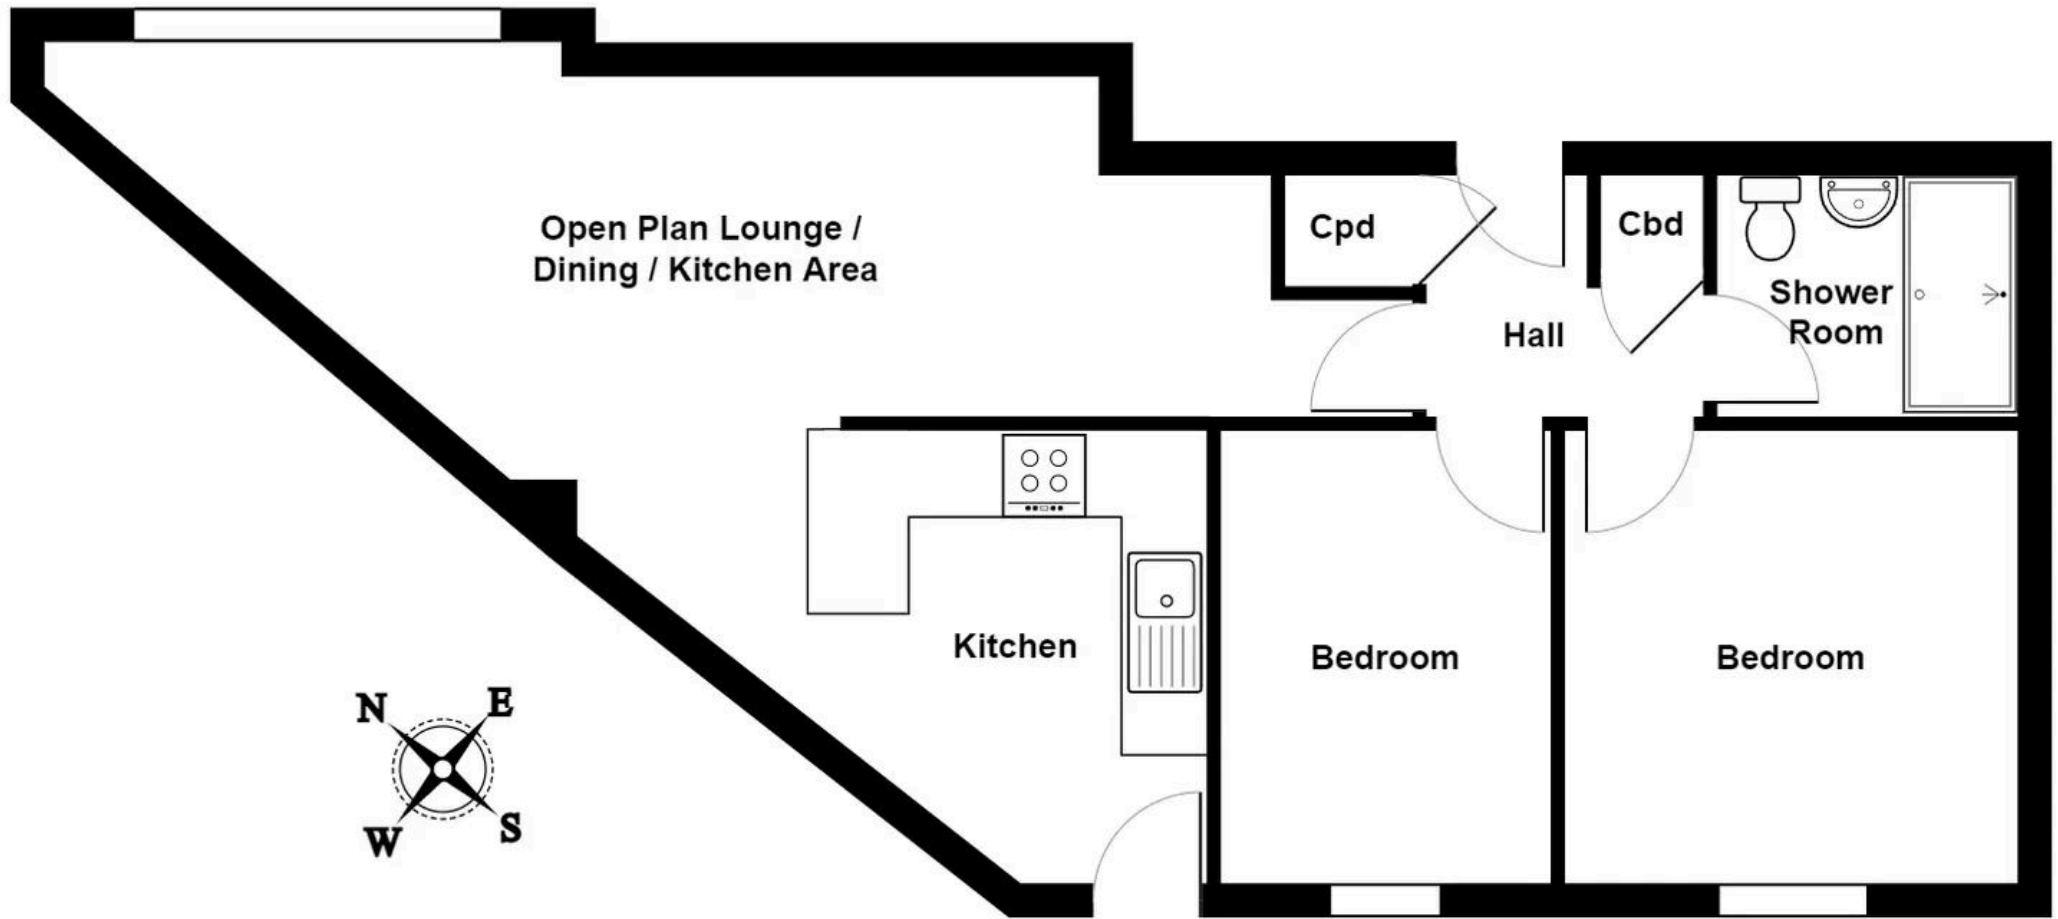 Open Plan Lounge /
Dining / Kitchen Area
Cpd
Cbd
Shower
Room
Hall
Kitchen
Bedroom
Bedroom
N
E
W
S